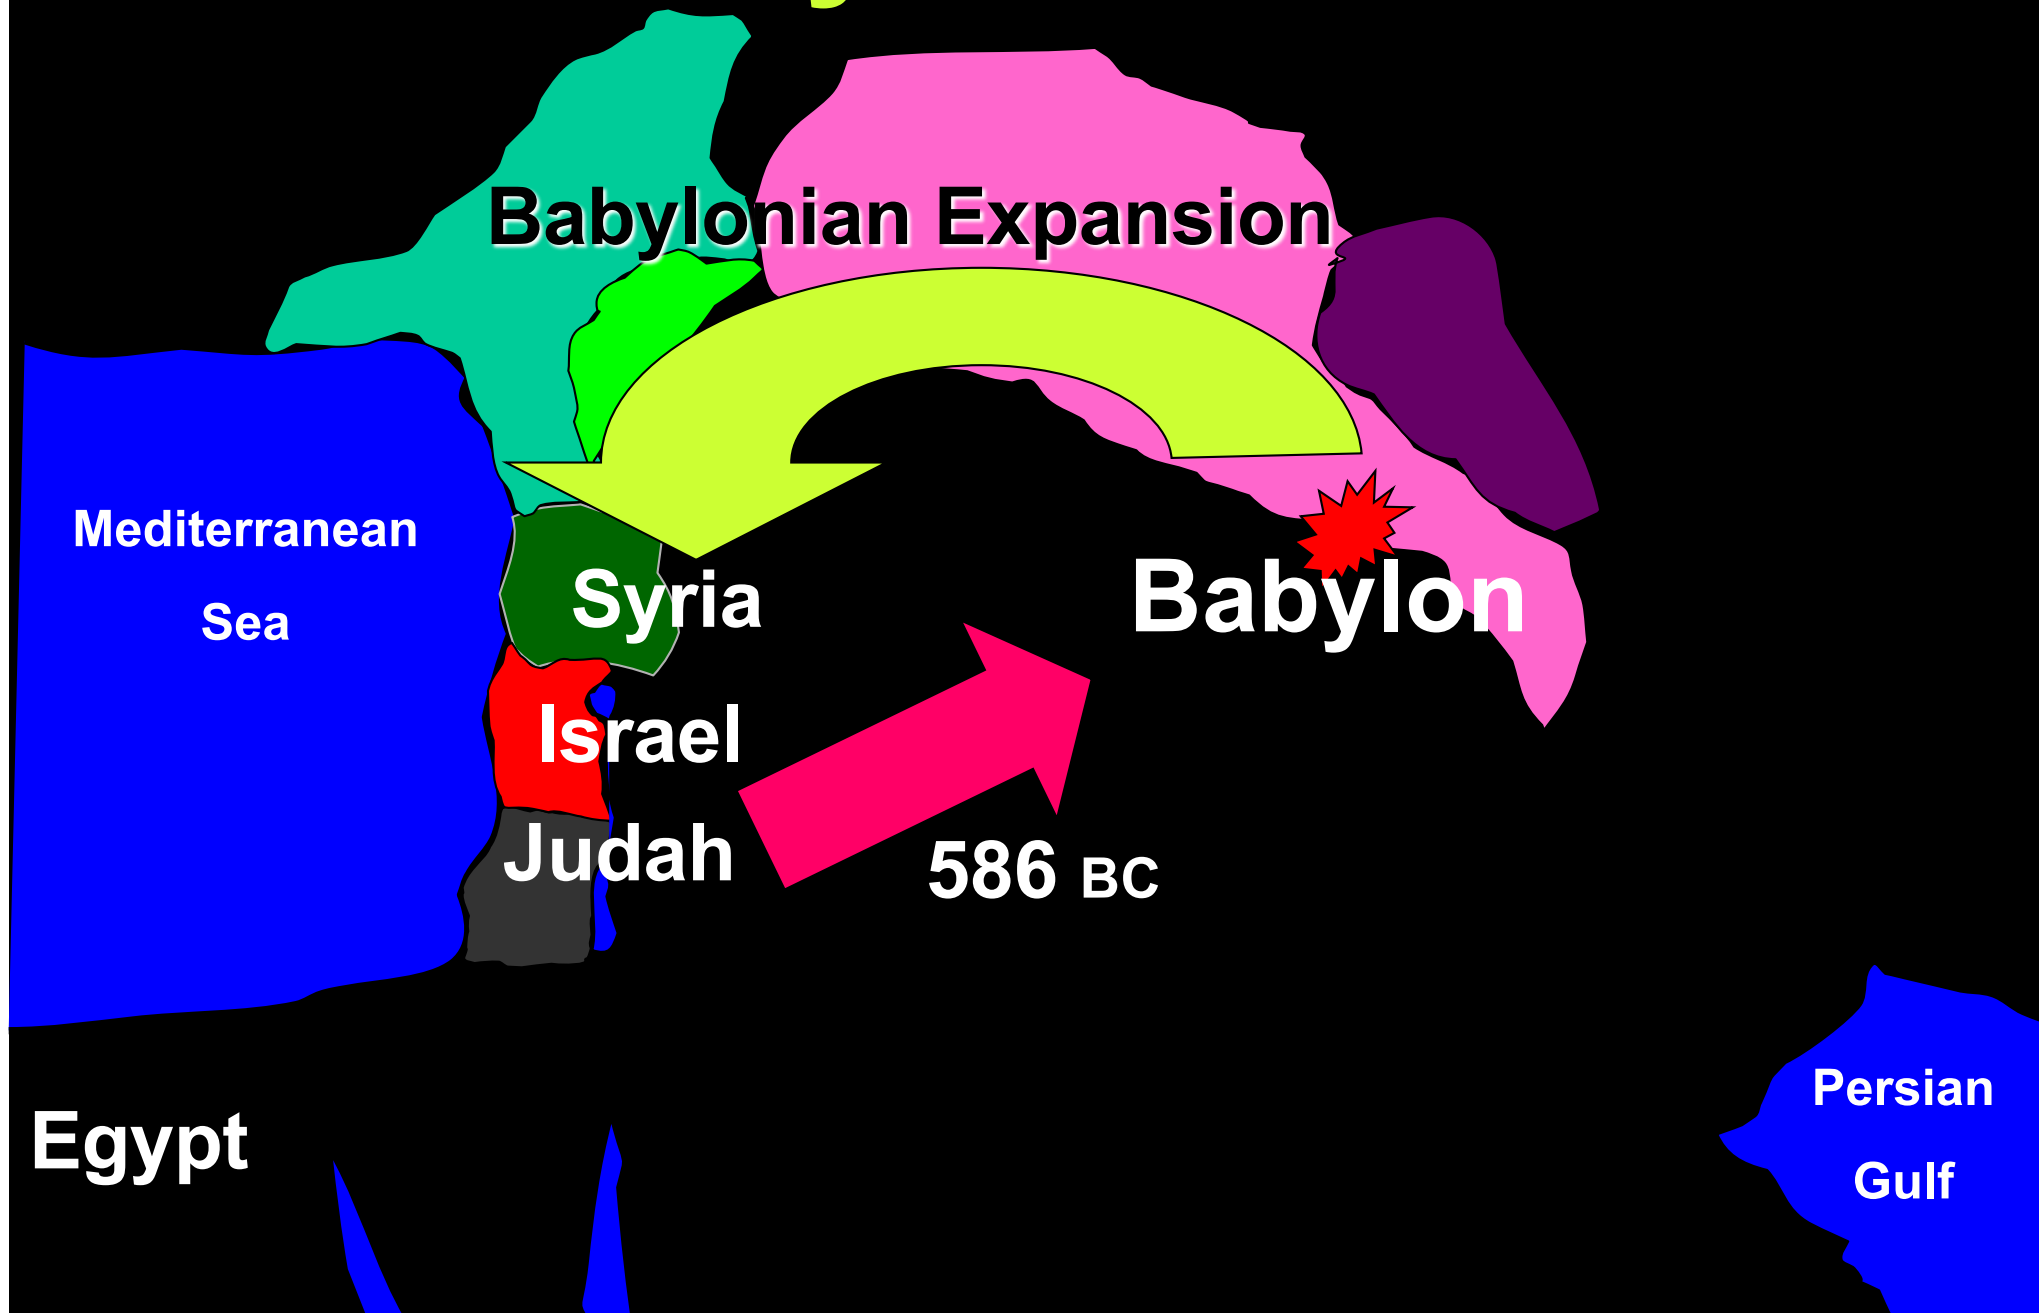 Babylonian Expansion
Mediterranean
Sea
Syria
Babylon
Israel
Judah
586 BC
Egypt
Persian
Gulf